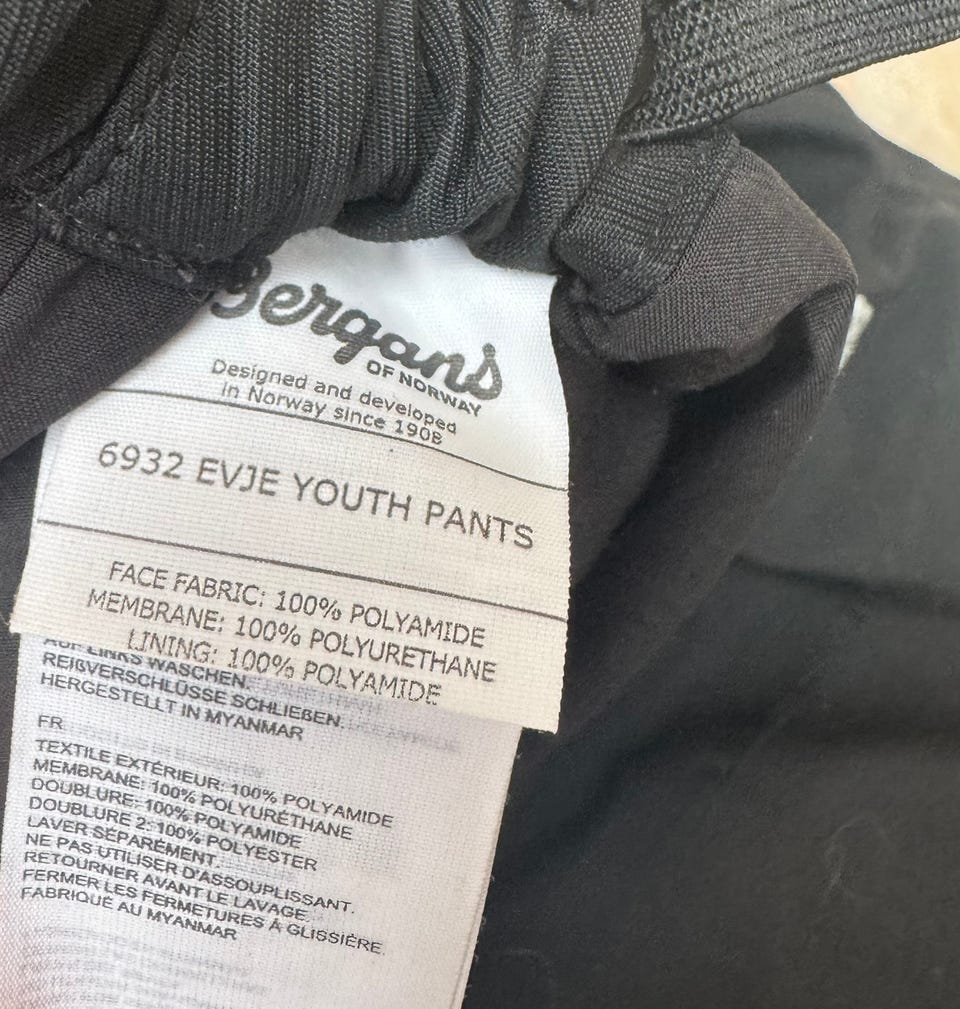 Bergans
OF NORWAY
Designed and developed
in Norway since 1908
6932 EVJE YOUTH PANTS
FACE FABRIC: 100% POLYAMIDE
MEMBRANE: 100% POLYURETHANE
LINING: 100% POLYAMIDE
AUF LINKS WASCHEN.
REIẞVERSCHLÜSSE SCHLIEẞEN.
HERGESTELLT IN MYANMAR
FR
TEXTILE EXTÉRIEUR: 100% POLYAMIDE
MEMBRANE: 100% POLYURÉTHANE
DOUBLURE: 100% POLYAMIDE
DOUBLURE 2: 100% POLYESTER
LAVER SÉPARÉMENT.
NE PAS UTILISER D'ASSOUPLISSANT.
RETOURNER AVANT LE LAVAGE.
FERMER LES FERMETURES À GLISSIÈRE.
FABRIQUÉ AU MYANMAR